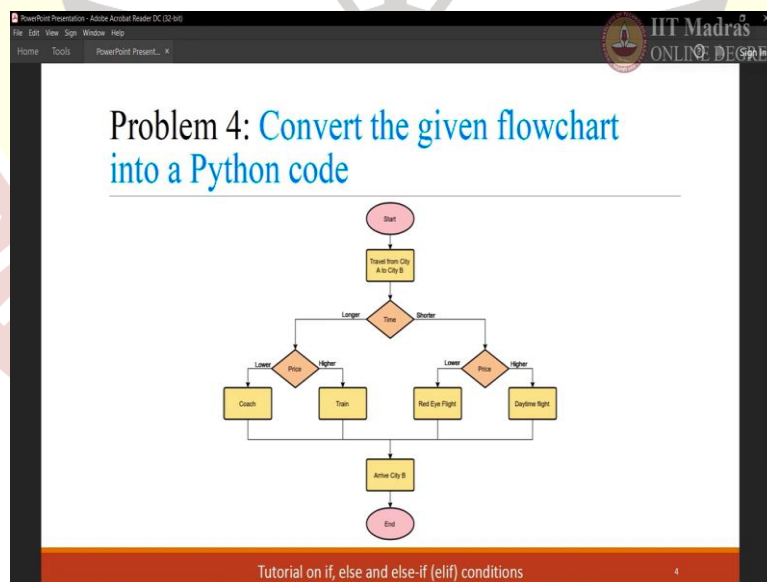 PowerPoint Presentation - Adobe Acrobat Reader DC (32-bit)
File Edit View Sign Window Help
Home Tools PowerPoint Present... ×
Sign In
IIT Madras
ONLINE DEGRE
Problem 4: Convert the given flowchart
into a Python code
Start
Travel from City
A to City B
Longer Time Shorter
Lower Price Higher
Lower Price Higher
Coach Train Red Eye Flight Daytime flight
Arrive City B
End
Tutorial on if, else and else-if (elif) conditions 4